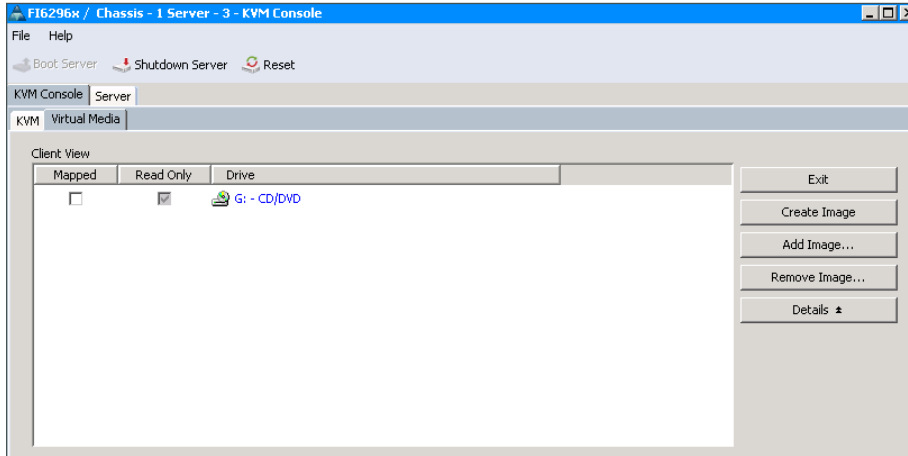 FI6296x / Chassis - 1 Server - 3 - KVM Console
File Help
Boot Server Shutdown Server Reset
KVM Console Server
KVM Virtual Media
Client View
Mapped Read Only Drive
G: - CD/DVD
Exit
Create Image
Add Image...
Remove Image...
Details